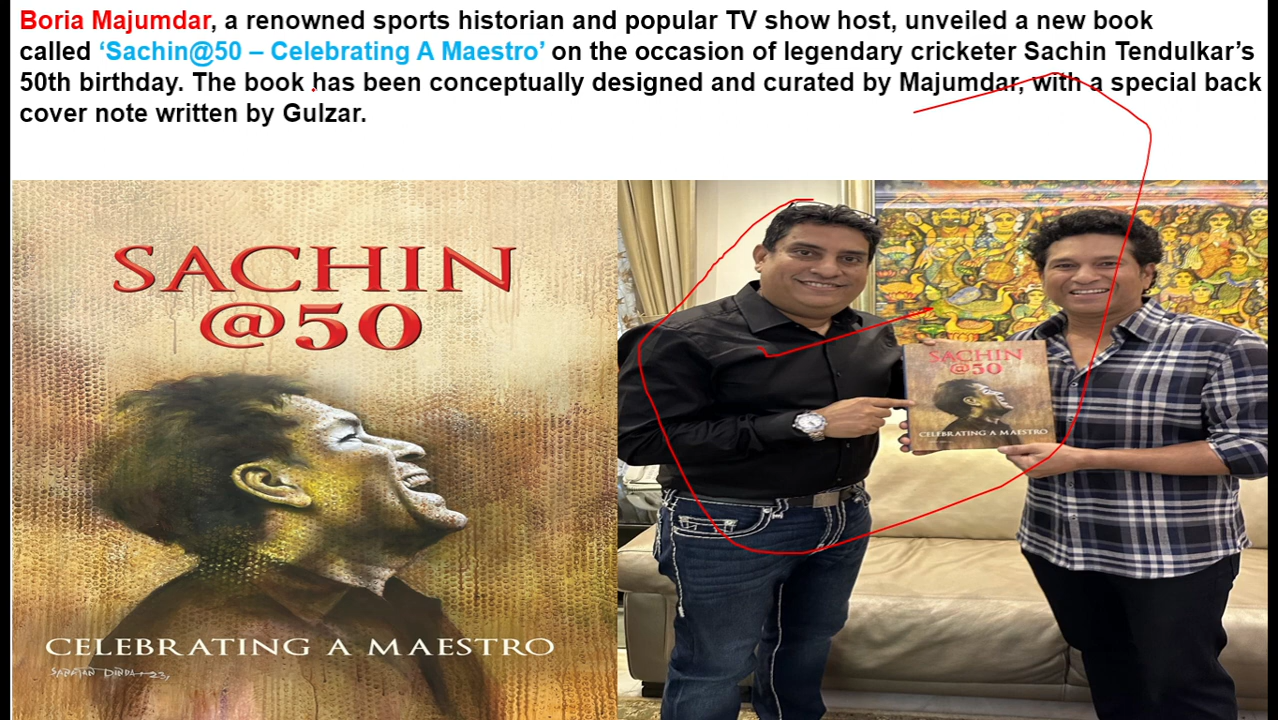 Boria Majumdar, a renowned sports historian and popular TV show host, unveiled a new book
called ‘Sachin@50 – Celebrating A Maestro’ on the occasion of legendary cricketer Sachin Tendulkar’s
50th birthday. The book has been conceptually designed and curated by Majumdar, with a special back
cover note written by Gulzar.
SACHIN
@50
CELEBRATING A MAESTRO
SACHIN
@50
CELEBRATING A MAESTRO